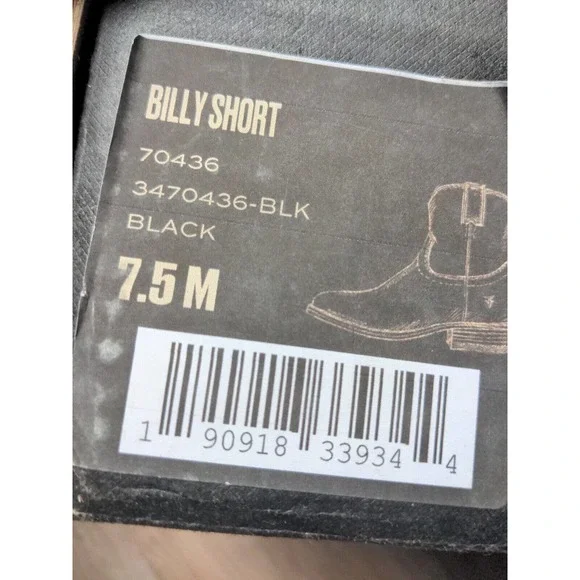 BILLY SHORT
70436
3470436-BLK
BLACK
7.5 M
1 90918 33934 4